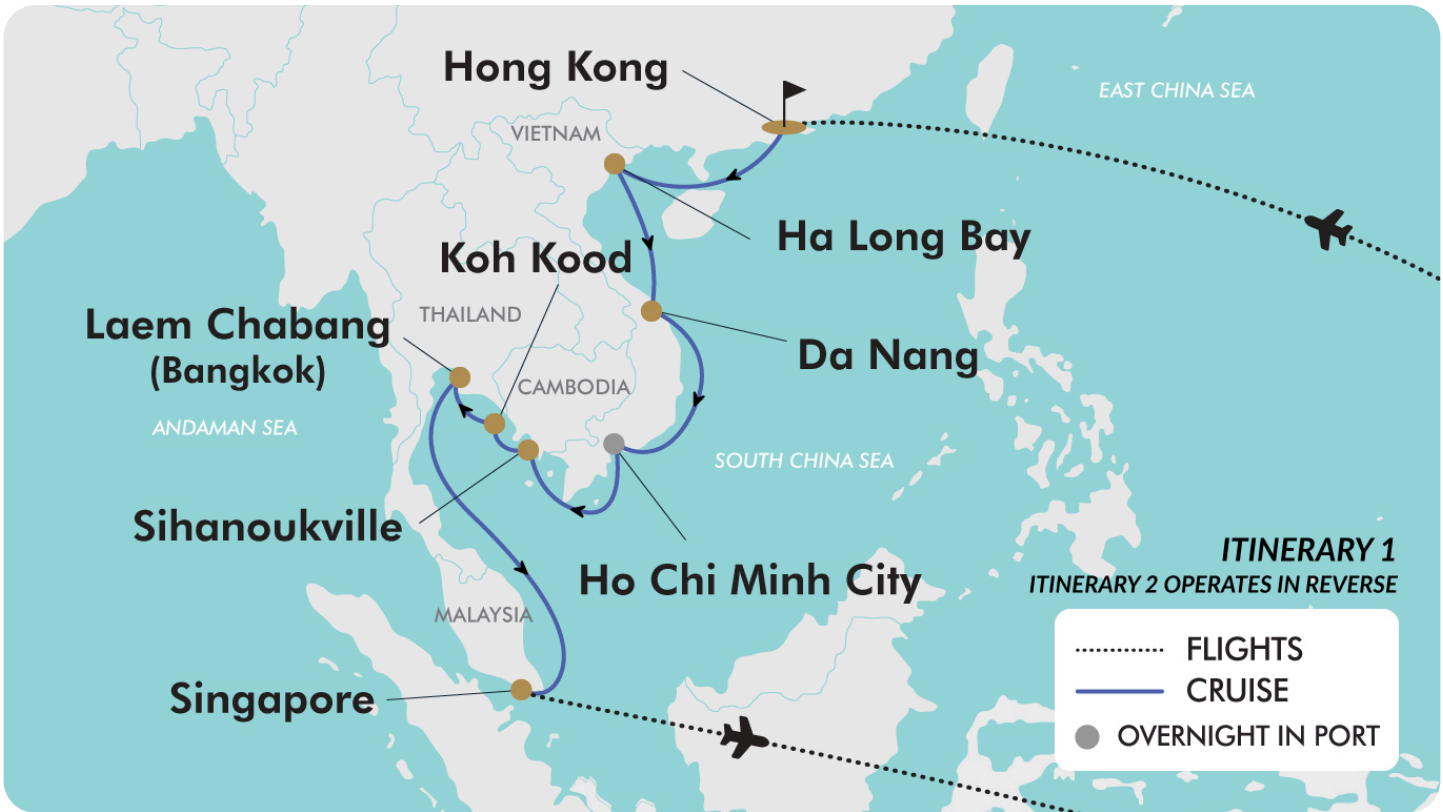 Hong Kong
EAST CHINA SEA
VIETNAM
Ha Long Bay
Koh Kood
THAILAND
Laem Chabang
(Bangkok)
Da Nang
CAMBODIA
ANDAMAN SEA
SOUTH CHINA SEA
Sihanoukville
Ho Chi Minh City
ITINERARY 1
ITINERARY 2 OPERATES IN REVERSE
MALAYSIA
FLIGHTS
CRUISE
Singapore
OVERNIGHT IN PORT